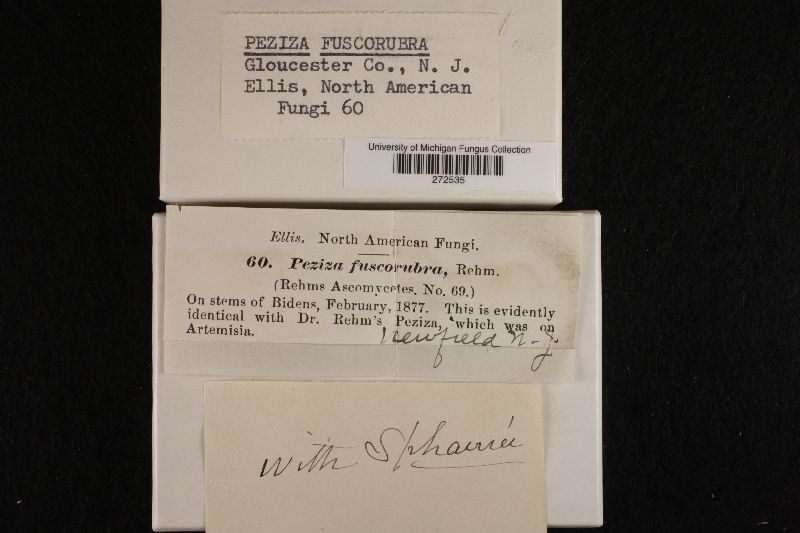 PEZIZA FUSCORUBRA
Gloucester Co., N. J.
Ellis, North American
Fungi 60
University of Michigan Fungus Collection
272535
Ellis. North American Fungi.
60. Peziza fuscorubra, Rehm.
(Rehms Ascomycetes. No. 69.)
On stems of Bidens, February, 1877. This is evidently
identical with Dr. Rehm's Peziza, which was on
Artemisia.
Newfield N-J.
with